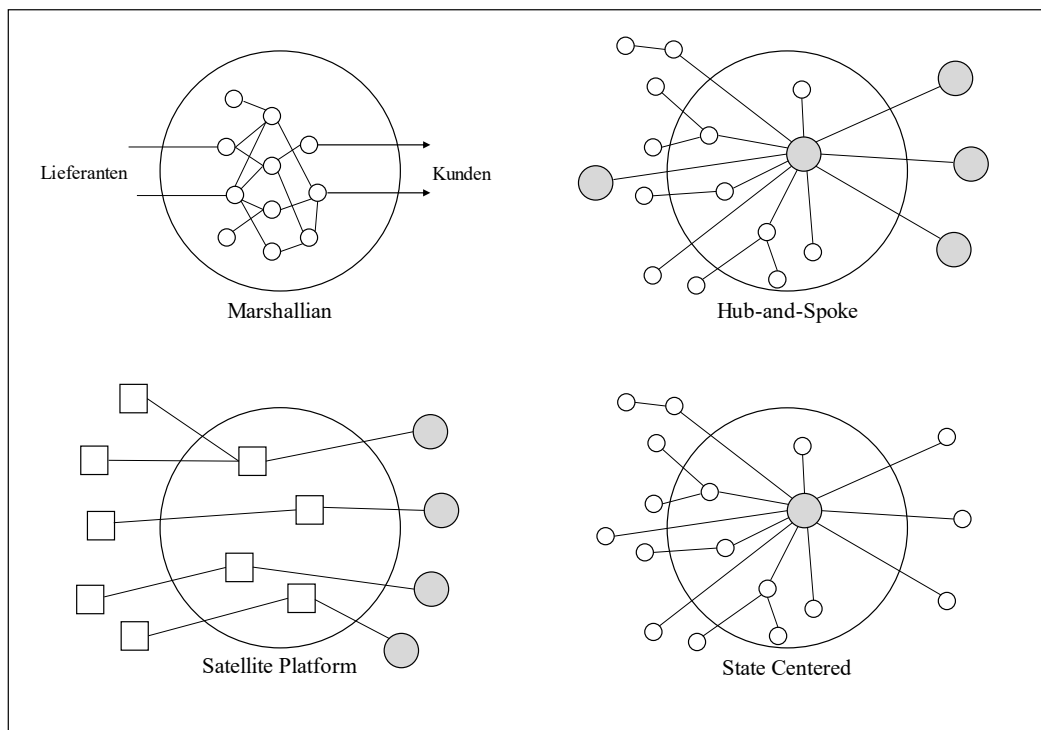 Lieferanten
Kunden
Marshallian
Hub-and-Spoke
Satellite Platform
State Centered